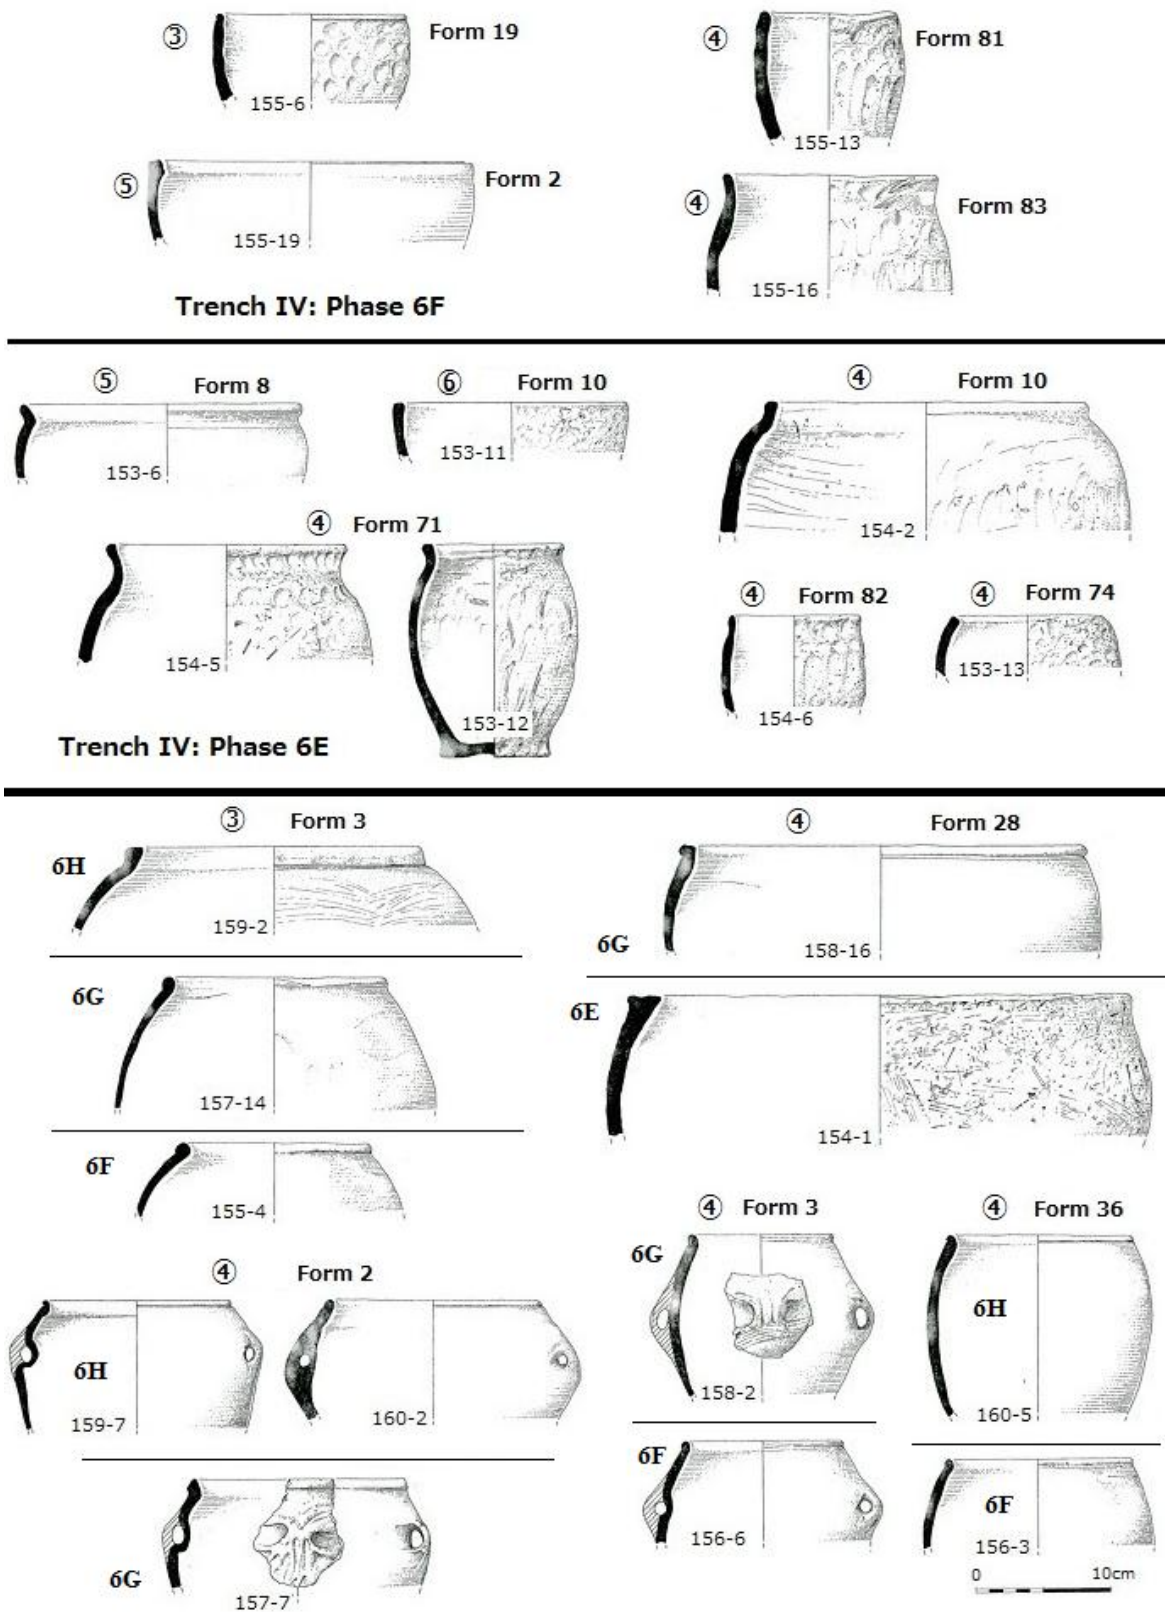 ③ Form 19
155-6
④ Form 81
155-13
⑤ Form 2
155-19
④ Form 83
155-16
Trench IV: Phase 6F
⑤ Form 8
153-6
⑥ Form 10
153-11
④ Form 10
154-2
④ Form 71
154-5
153-12
④ Form 82
154-6
④ Form 74
153-13
Trench IV: Phase 6E
③ Form 3
6H
159-2
6G
157-14
6F
155-4
④ Form 28
6G
158-16
6E
154-1
④ Form 2
6H
159-7
160-2
6G
157-7
④ Form 3
6G
158-2
6F
156-6
④ Form 36
6H
160-5
6F
156-3
0 10cm